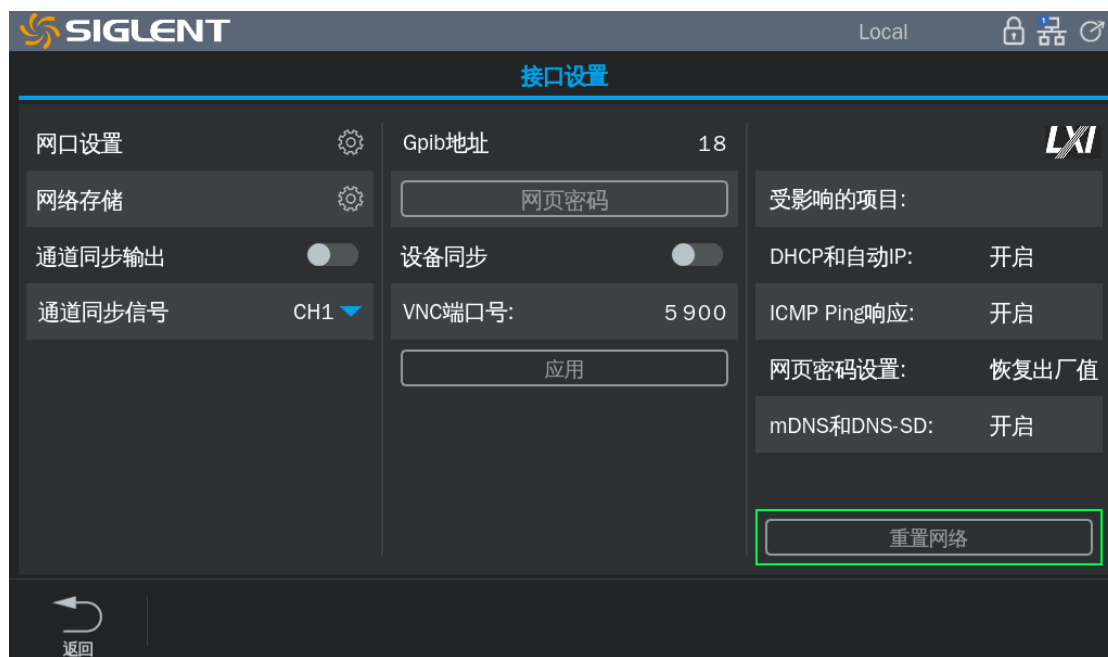 SIGLENT
Local
1
接口设置
网口设置
网络存储
通道同步输出
通道同步信号 CH1
Gpib地址 18
网页密码
设备同步
VNC端口号: 5900
应用
LXI
受影响的项目:
DHCP和自动IP: 开启
ICMP Ping响应: 开启
网页密码设置: 恢复出厂值
mDNS和DNS-SD: 开启
重置网络
返回